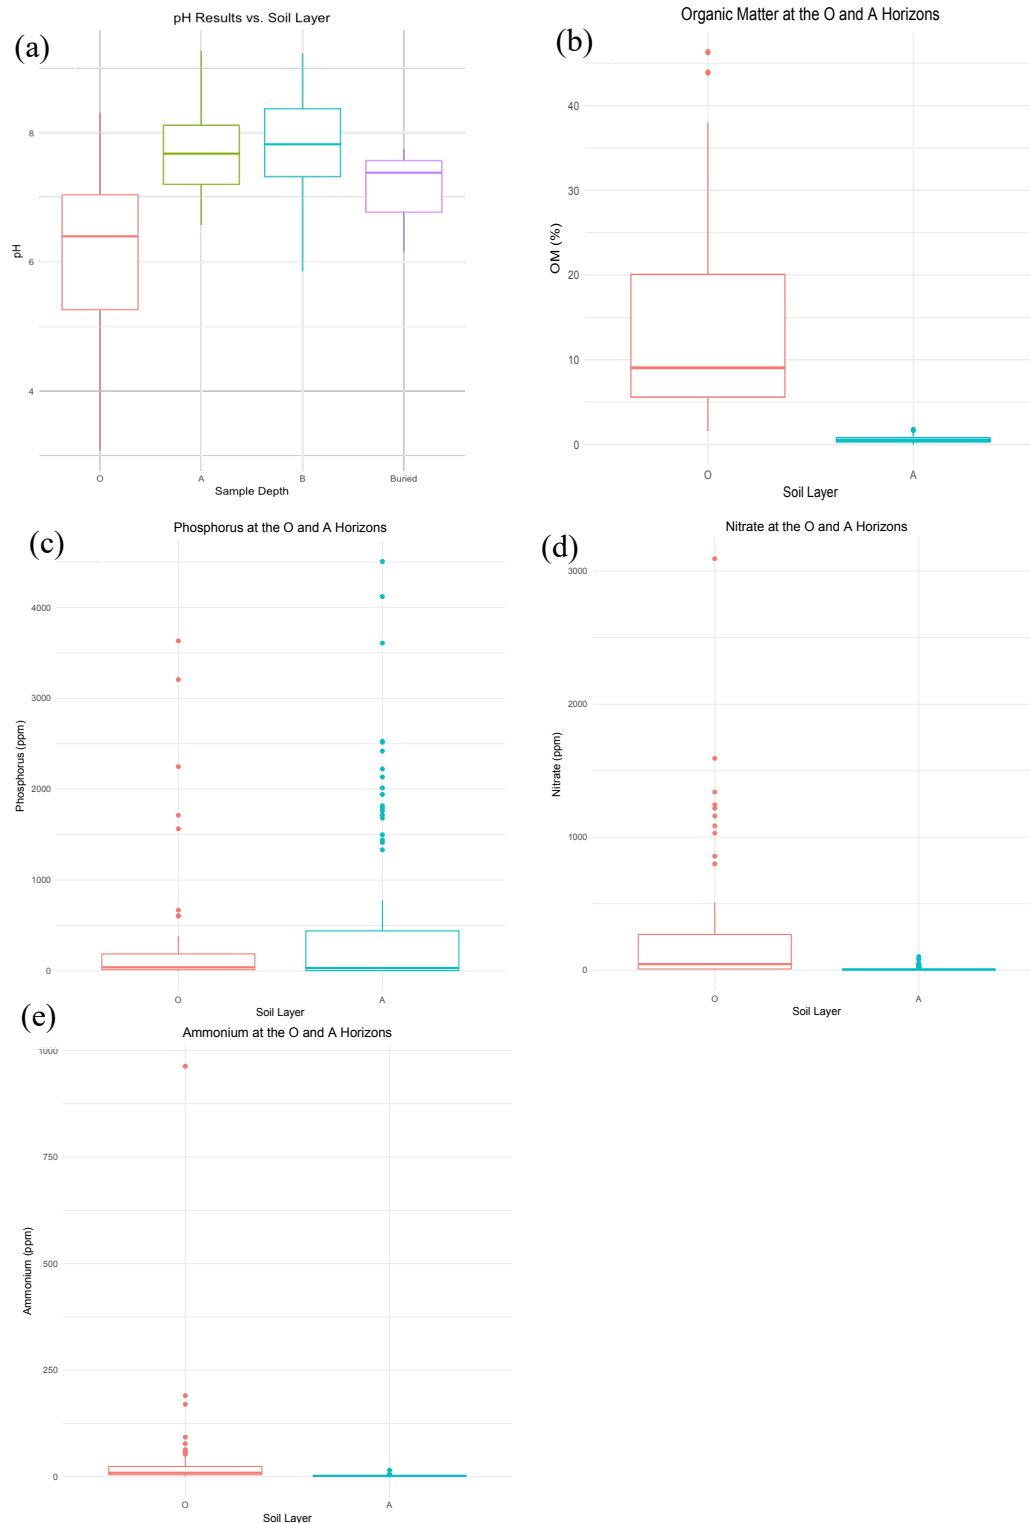 (a)
pH Results vs. Soil Layer
8
6
4
pH
O A B Buried
Sample Depth
(b)
Organic Matter at the O and A Horizons
40
30
20
10
0
OM (%)
O A
Soil Layer
(c)
Phosphorus at the O and A Horizons
4000
3000
2000
1000
0
Phosphorus (ppm)
O A
Soil Layer
(d)
Nitrate at the O and A Horizons
3000
2000
1000
0
Nitrate (ppm)
O A
Soil Layer
(e)
Ammonium at the O and A Horizons
1000
750
500
250
0
Ammonium (ppm)
O A
Soil Layer